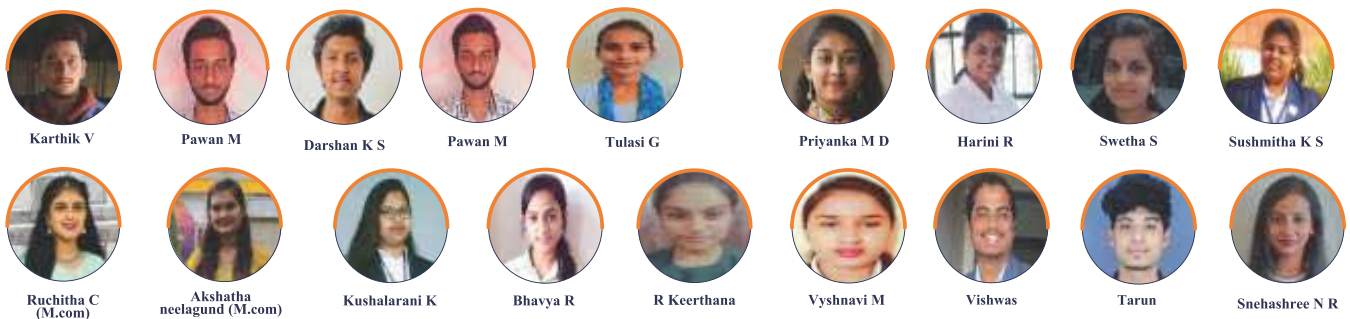 Karthik V
Pawan M
Darshan K S
Pawan M
Tulasi G
Priyanka M D
Harini R
Swetha S
Sushmitha K S
Ruchitha C
(M.com)
Akshatha
neelagund (M.com)
Kushalarani K
Bhavya R
R Keerthana
Vyshnavi M
Vishwas
Tarun
Snehashree N R